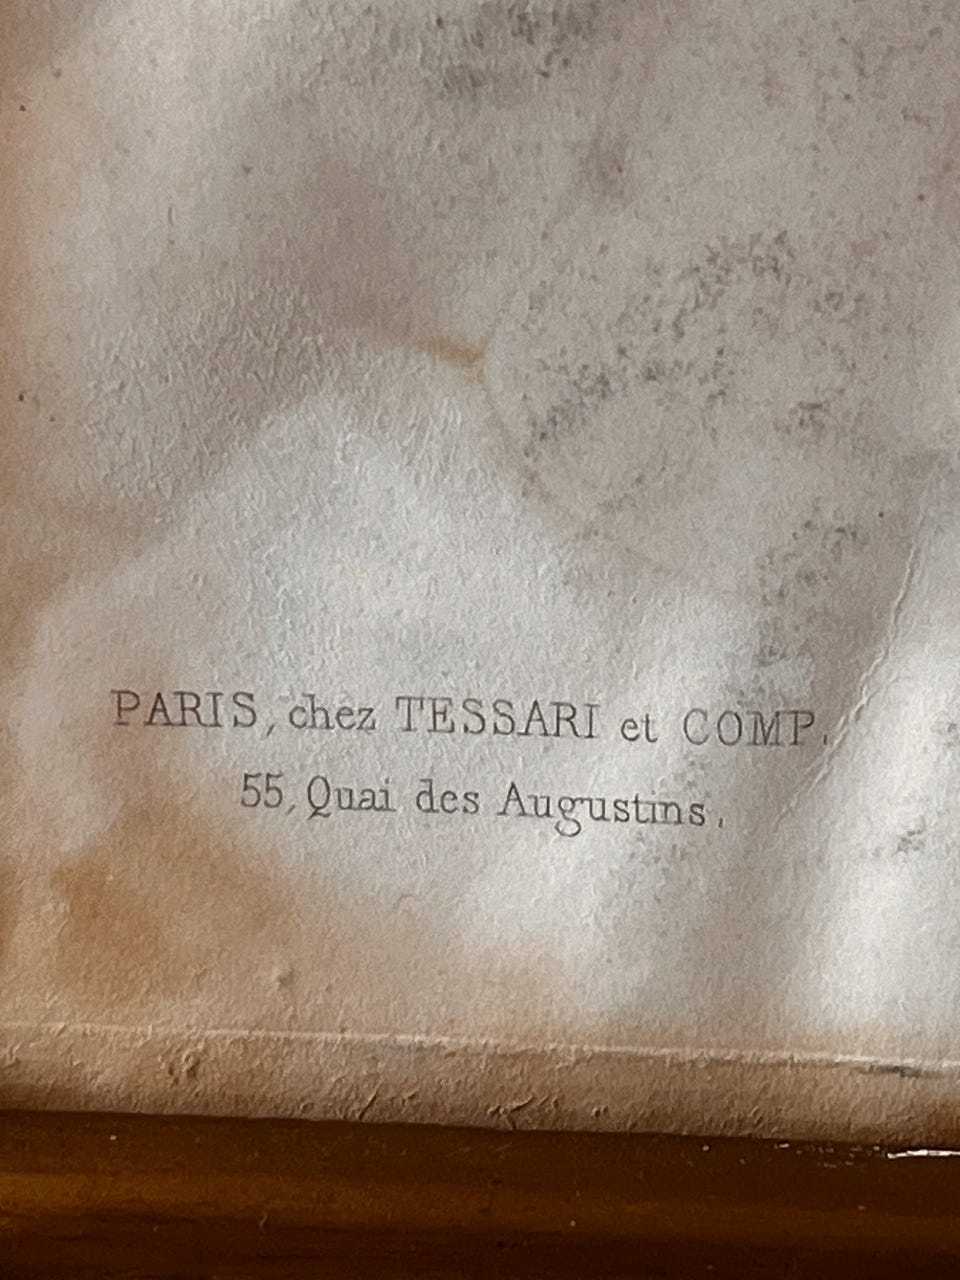 PARIS, chez TESSARI et COMP.
55, Quai des Augustins.